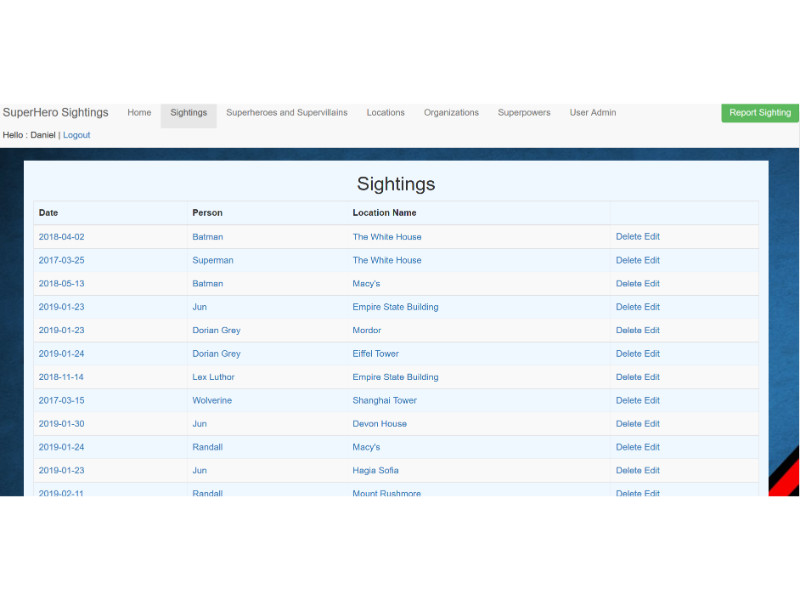 SuperHero Sightings Home Sightings Superheroes and Supervillains Locations Organizations Superpowers User Admin Report Sighting
Hello : Daniel | Logout
Sightings
Date Person Location Name
2018-04-02 Batman The White House Delete Edit
2017-03-25 Superman The White House Delete Edit
2018-05-13 Batman Macy's Delete Edit
2019-01-23 Jun Empire State Building Delete Edit
2019-01-23 Dorian Grey Mordor Delete Edit
2019-01-24 Dorian Grey Eiffel Tower Delete Edit
2018-11-14 Lex Luthor Empire State Building Delete Edit
2017-03-15 Wolverine Shanghai Tower Delete Edit
2019-01-30 Jun Devon House Delete Edit
2019-01-24 Randall Macy's Delete Edit
2019-01-23 Jun Hagia Sofia Delete Edit
2019-02-11 Randall Mount Rushmore Delete Edit